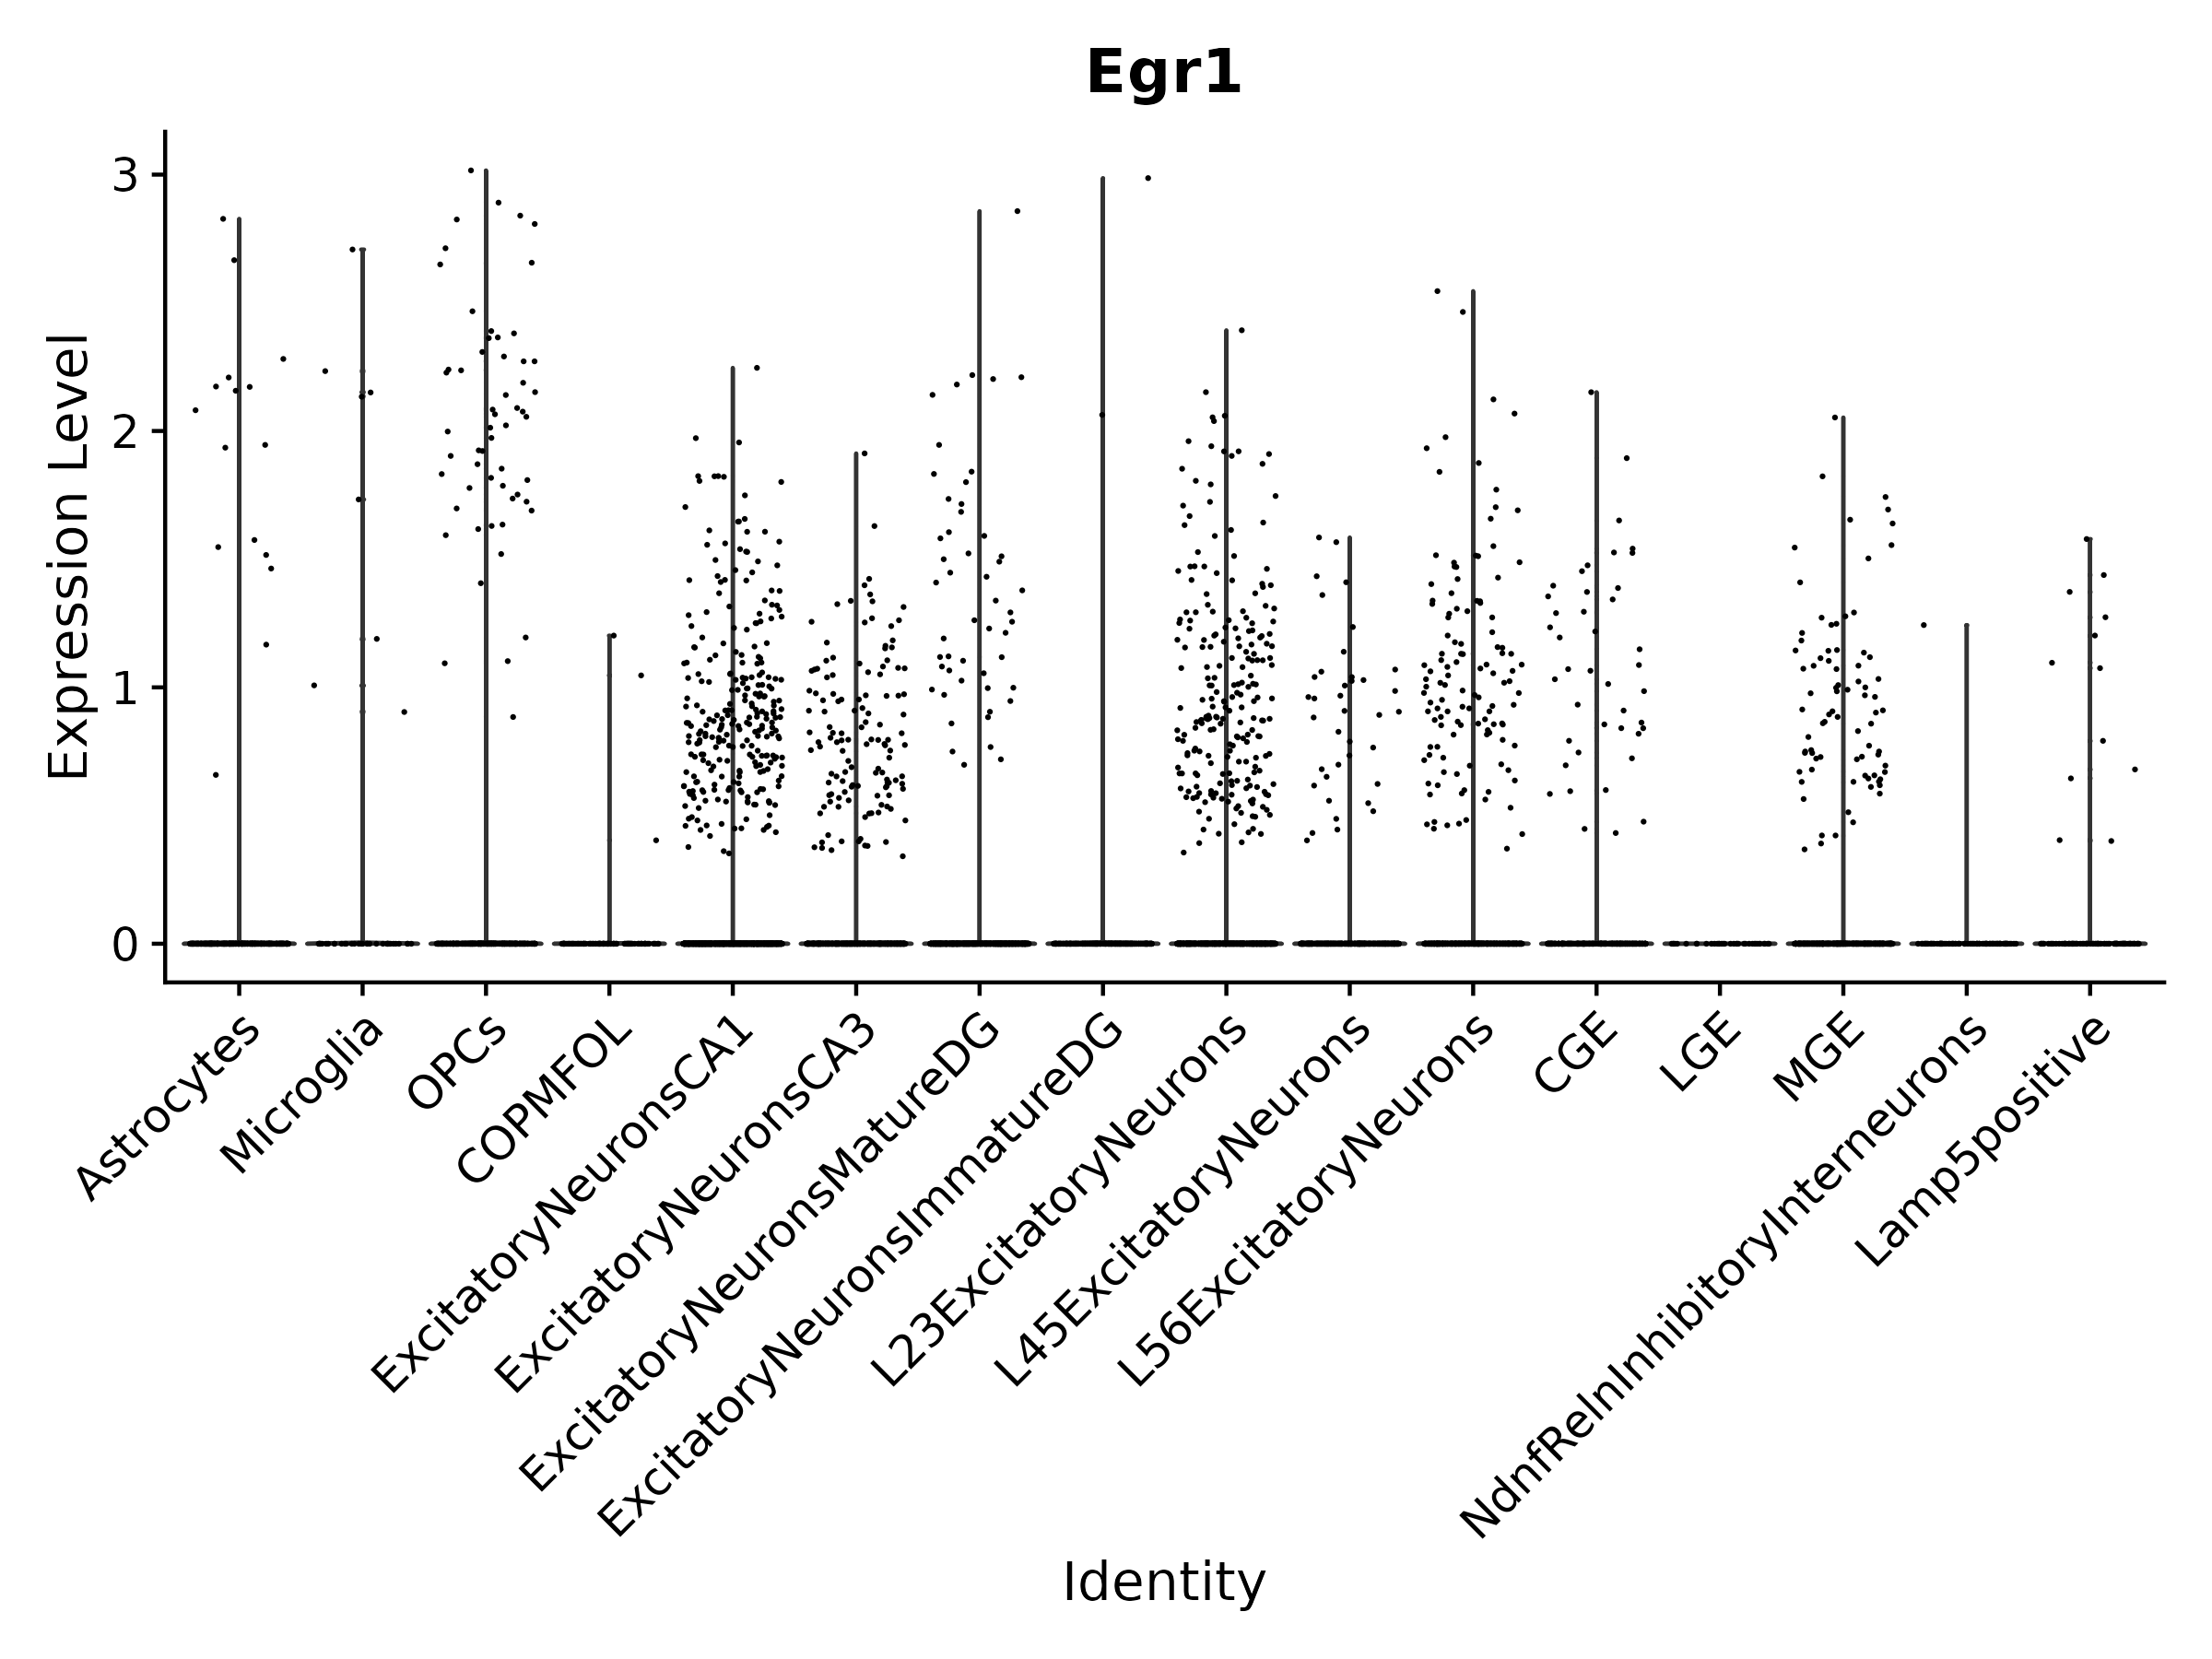 Egr1
Expression Level
3
2
1
0
Astrocytes
Microglia
OPCs
COPMFOL
ExcitatoryNeuronsCA1
ExcitatoryNeuronsCA3
ExcitatoryNeuronsMatureDG
ExcitatoryNeuronsImmatureDG
L23ExcitatoryNeurons
L45ExcitatoryNeurons
L56ExcitatoryNeurons
CGE
LGE
MGE
NdnfRelnInhibitoryInterneurons
Lamp5positive
Identity